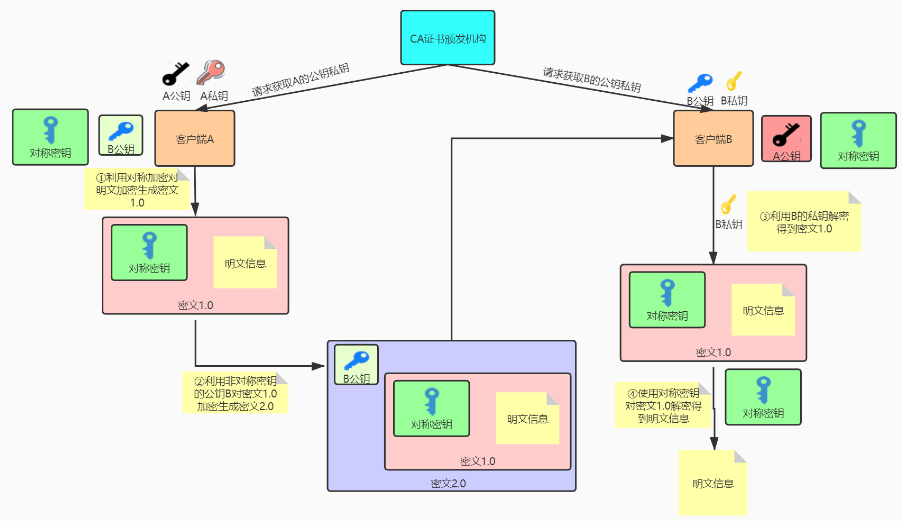 CA证书颁发机构
请求获取A的公钥私钥
请求获取B的公钥私钥
A公钥
A私钥
B公钥
B私钥
对称密钥
B公钥
客户端A
客户端B
A公钥
对称密钥
①利用对称加密对
明文加密生成密文
1.0
B私钥
③利用B的私钥解密
得到密文1.0
对称密钥
明文信息
密文1.0
对称密钥
明文信息
密文1.0
②利用非对称密钥
的公钥B对密文1.0
加密生成密文2.0
B公钥
对称密钥
明文信息
密文1.0
密文2.0
④使用对称密钥
对密文1.0解密得
到明文信息
对称密钥
明文信息